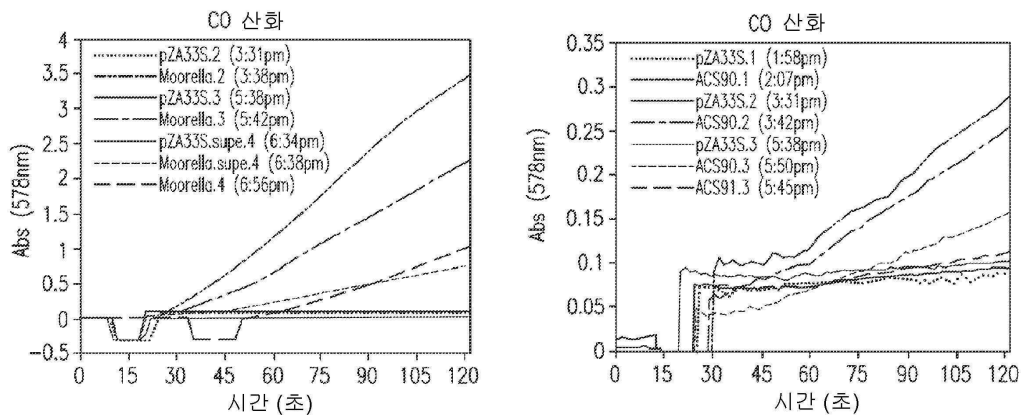 CO 산화
4
3.5
3
2.5
2
1.5
1
0.5
0
-0.5
Abs (578nm)
pZA33S.2 (3:31pm)
Moorella.2 (3:38pm)
pZA33S.3 (5:38pm)
Moorella.3 (5:42pm)
pZA33S.supe.4 (6:34pm)
Moorella.supe.4 (6:38pm)
Moorella.4 (6:56pm)
0 15 30 45 60 75 90 105 120
시간 (초)
CO 산화
0.35
0.3
0.25
0.2
0.15
0.1
0.05
0
Abs (578nm)
pZA33S.1 (1:58pm)
ACS90.1 (2:07pm)
pZA33S.2 (3:31pm)
ACS90.2 (3:42pm)
pZA33S.3 (5:38pm)
ACS90.3 (5:50pm)
ACS91.3 (5:45pm)
0 15 30 45 60 75 90 105 120
시간 (초)